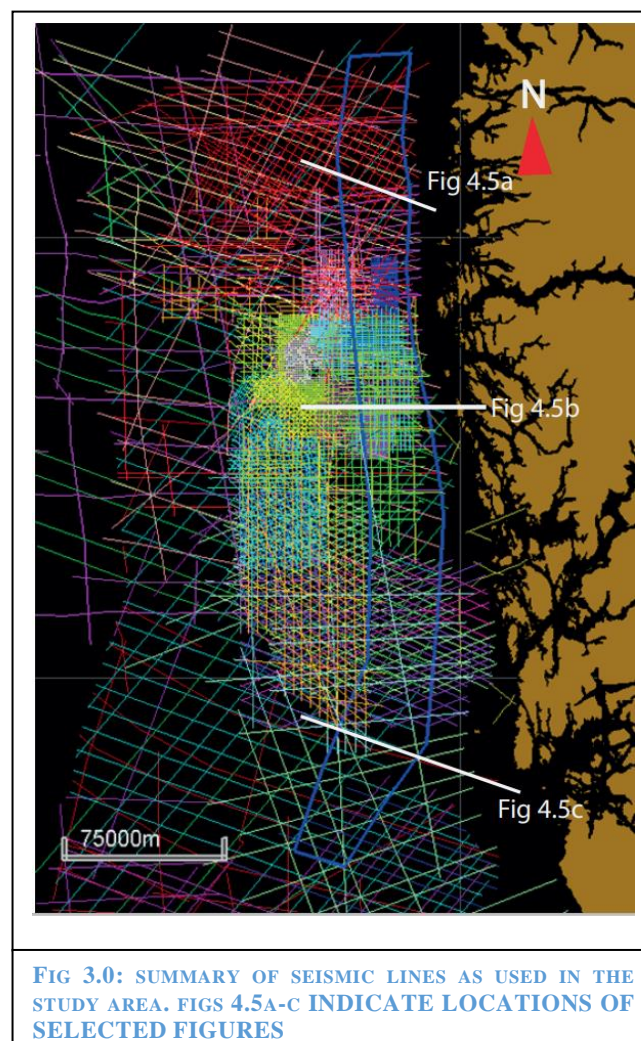 N
Fig 4.5a
Fig 4.5b
Fig 4.5c
75000m
FIG 3.0: SUMMARY OF SEISMIC LINES AS USED IN THE
STUDY AREA. FIGS 4.5A-C INDICATE LOCATIONS OF
SELECTED FIGURES